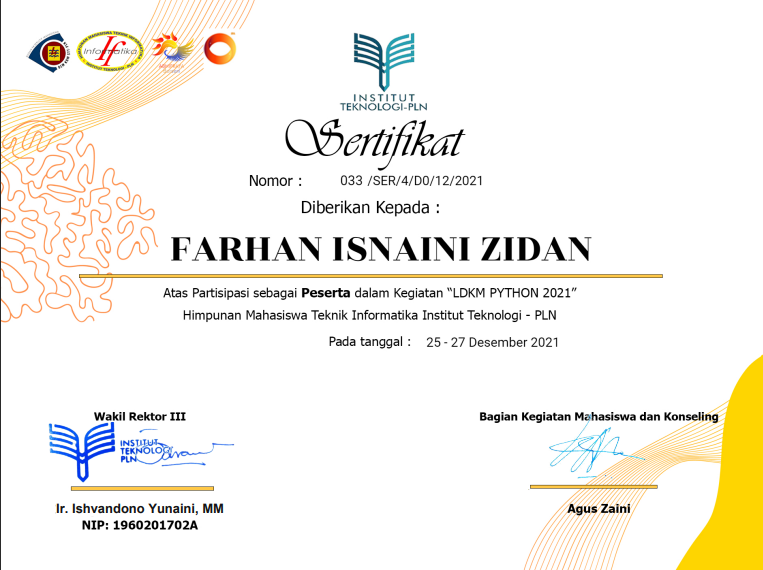 Informatika
INSTITUT
TEKNOLOGI-PLN
Sertifikat
Nomor : 033 /SER/4/D0/12/2021
Diberikan Kepada :
FARHAN ISNAINI ZIDAN
Atas Partisipasi sebagai Peserta dalam Kegiatan “LDKM PYTHON 2021”
Himpunan Mahasiswa Teknik Informatika Institut Teknologi - PLN
Pada tanggal : 25 - 27 Desember 2021
Wakil Rektor III
INSTITUT
TEKNOLOGI
PLN
Ir. Ishvandono Yunaini, MM
NIP: 1960201702A
Bagian Kegiatan Mahasiswa dan Konseling
Agus Zaini